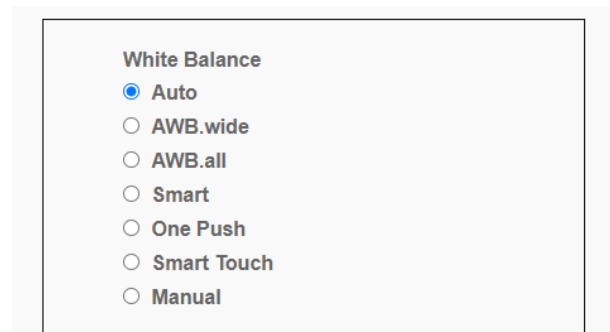 White Balance
Auto
AWB.wide
AWB.all
Smart
One Push
Smart Touch
Manual